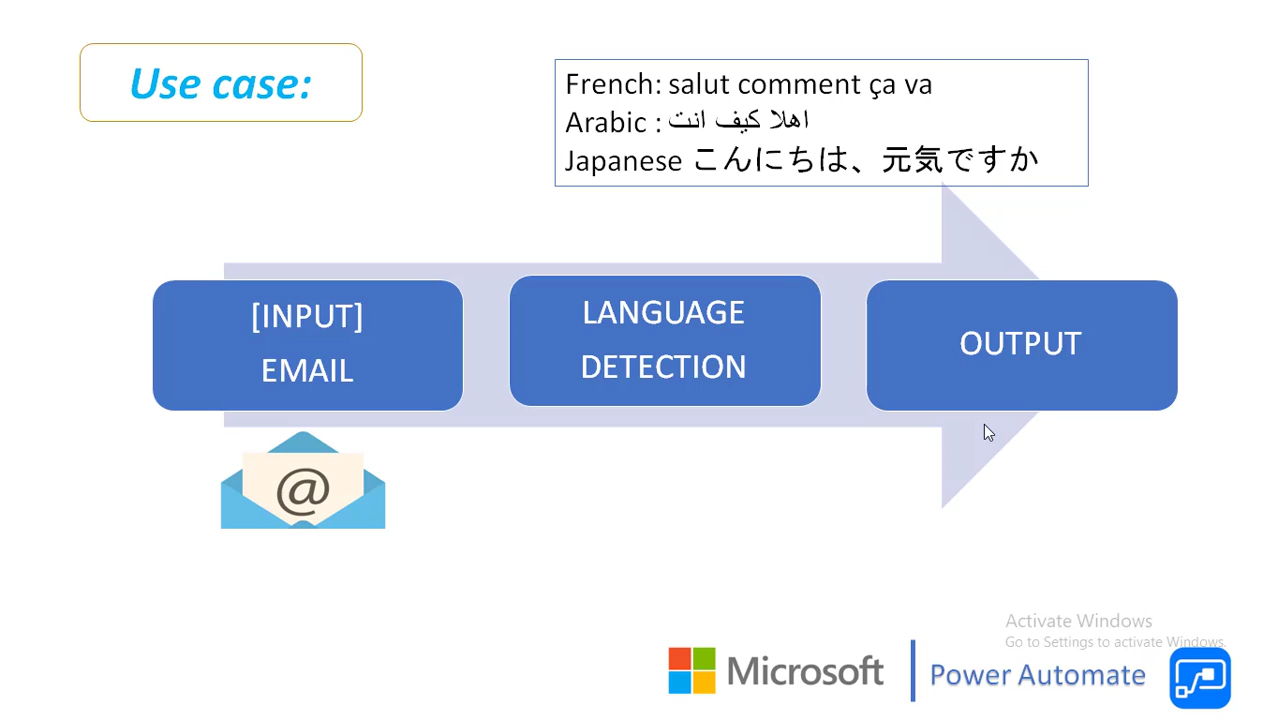 Use case:
French: salut comment ça va
Arabic : اهلا كيف انت
Japanese こんにちは、元気ですか
[INPUT]
EMAIL
LANGUAGE
DETECTION
OUTPUT
@
Activate Windows
Go to Settings to activate Windows.
Microsoft
Power Automate